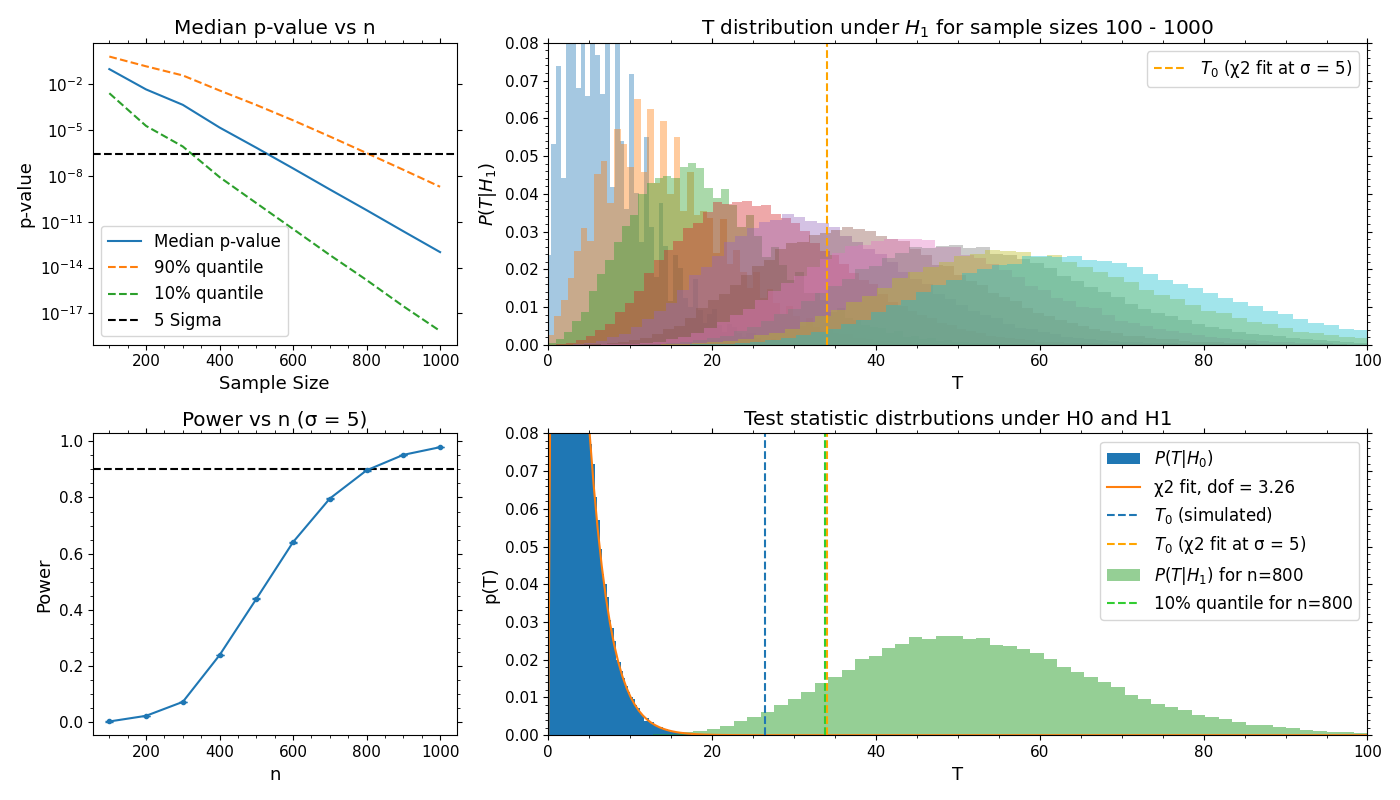 Median p-value vs n
10⁻²
10⁻⁵
10⁻⁸
10⁻¹¹
10⁻¹⁴
10⁻¹⁷
p-value
Median p-value
90% quantile
10% quantile
5 Sigma
200 400 600 800 1000
Sample Size
T distribution under H₁ for sample sizes 100 - 1000
0.08
0.07
0.06
0.05
0.04
0.03
0.02
0.01
0.00
P(T|H₁)
T₀ (χ2 fit at σ = 5)
0 20 40 60 80 100
T
Power vs n (σ = 5)
1.0
0.8
0.6
0.4
0.2
0.0
Power
200 400 600 800 1000
n
Test statistic distrbutions under H0 and H1
0.08
0.07
0.06
0.05
0.04
0.03
0.02
0.01
0.00
p(T)
P(T|H₀)
χ2 fit, dof = 3.26
T₀ (simulated)
T₀ (χ2 fit at σ = 5)
P(T|H₁) for n=800
10% quantile for n=800
0 20 40 60 80 100
T